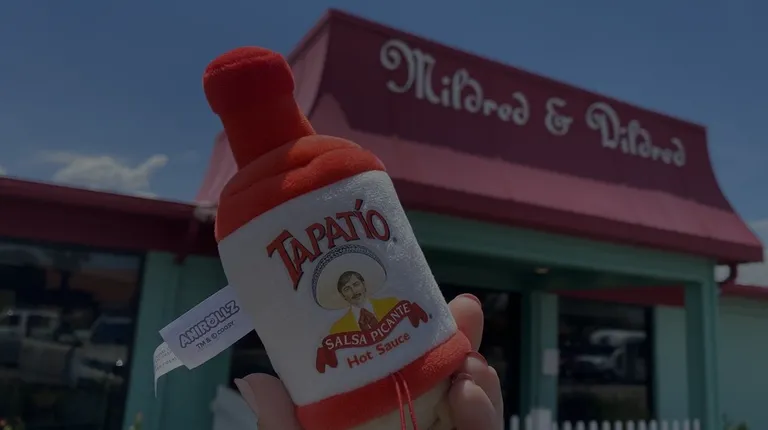 Mildred & Dildred
TAPATÍO®
SALSA PICANTE
Hot Sauce
ANIROLLZ